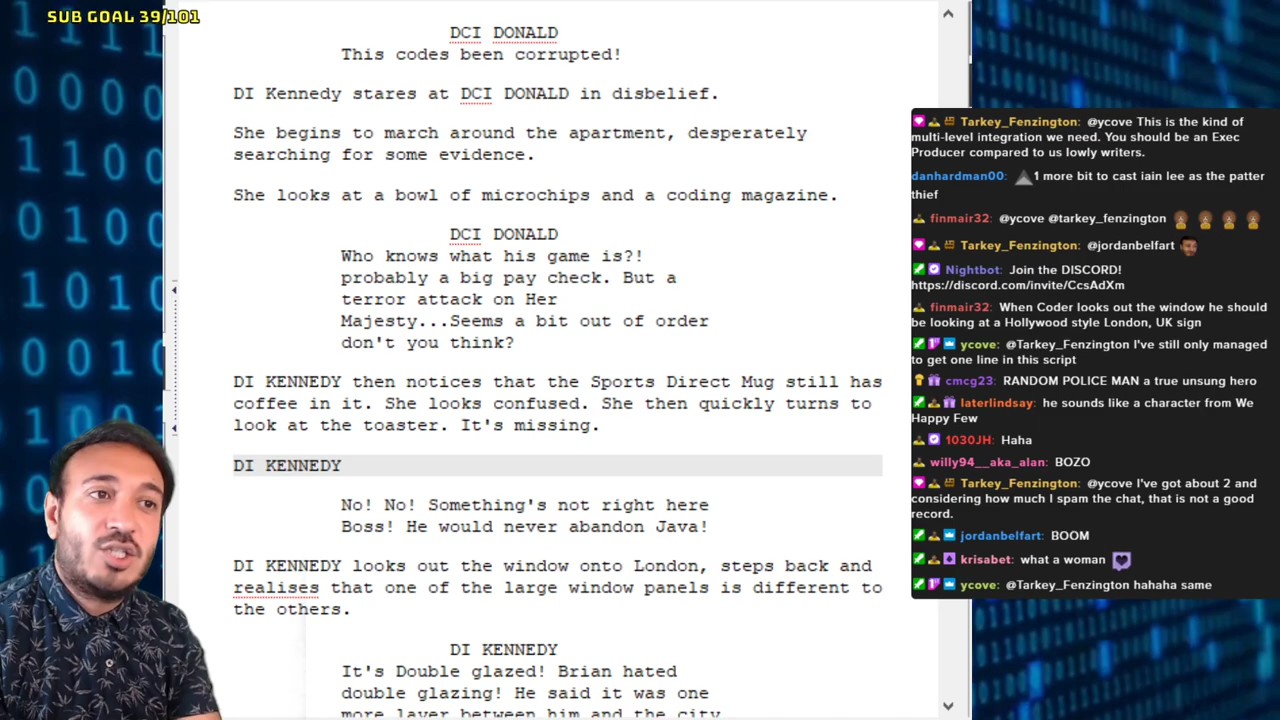 SUB GOAL 39/101
DCI DONALD
This codes been corrupted!
DI Kennedy stares at DCI DONALD in disbelief.
She begins to march around the apartment, desperately
searching for some evidence.
She looks at a bowl of microchips and a coding magazine.
DCI DONALD
Who knows what his game is?!
probably a big pay check. But a
terror attack on Her
Majesty...Seems a bit out of order
don't you think?
DI KENNEDY then notices that the Sports Direct Mug still has
coffee in it. She looks confused. She then quickly turns to
look at the toaster. It's missing.
DI KENNEDY
No! No! Something's not right here
Boss! He would never abandon Java!
DI KENNEDY looks out the window onto London, steps back and
realises that one of the large window panels is different to
the others.
DI KENNEDY
It's Double glazed! Brian hated
double glazing! He said it was one
more layer between him and the city
Tarkey_Fenzington: @ycove This is the kind of
multi-level integration we need. You should be an Exec
Producer compared to us lowly writers.
danhardman00: 1 more bit to cast iain lee as the patter
thief
finmair32: @ycove @tarkey_fenzington
Tarkey_Fenzington: @jordanbelfart
Nightbot: Join the DISCORD!
https://discord.com/invite/CcsAdXm
finmair32: When Coder looks out the window he should
be looking at a Hollywood style London, UK sign
ycove: @Tarkey_Fenzington I've still only managed
to get one line in this script
cmcg23: RANDOM POLICE MAN a true unsung hero
laterlindsay: he sounds like a character from We
Happy Few
1030JH: Haha
willy94__aka_alan: BOZO
Tarkey_Fenzington: @ycove I've got about 2 and
considering how much I spam the chat, that is not a good
record.
jordanbelfart: BOOM
krisabet: what a woman
ycove: @Tarkey_Fenzington hahaha same